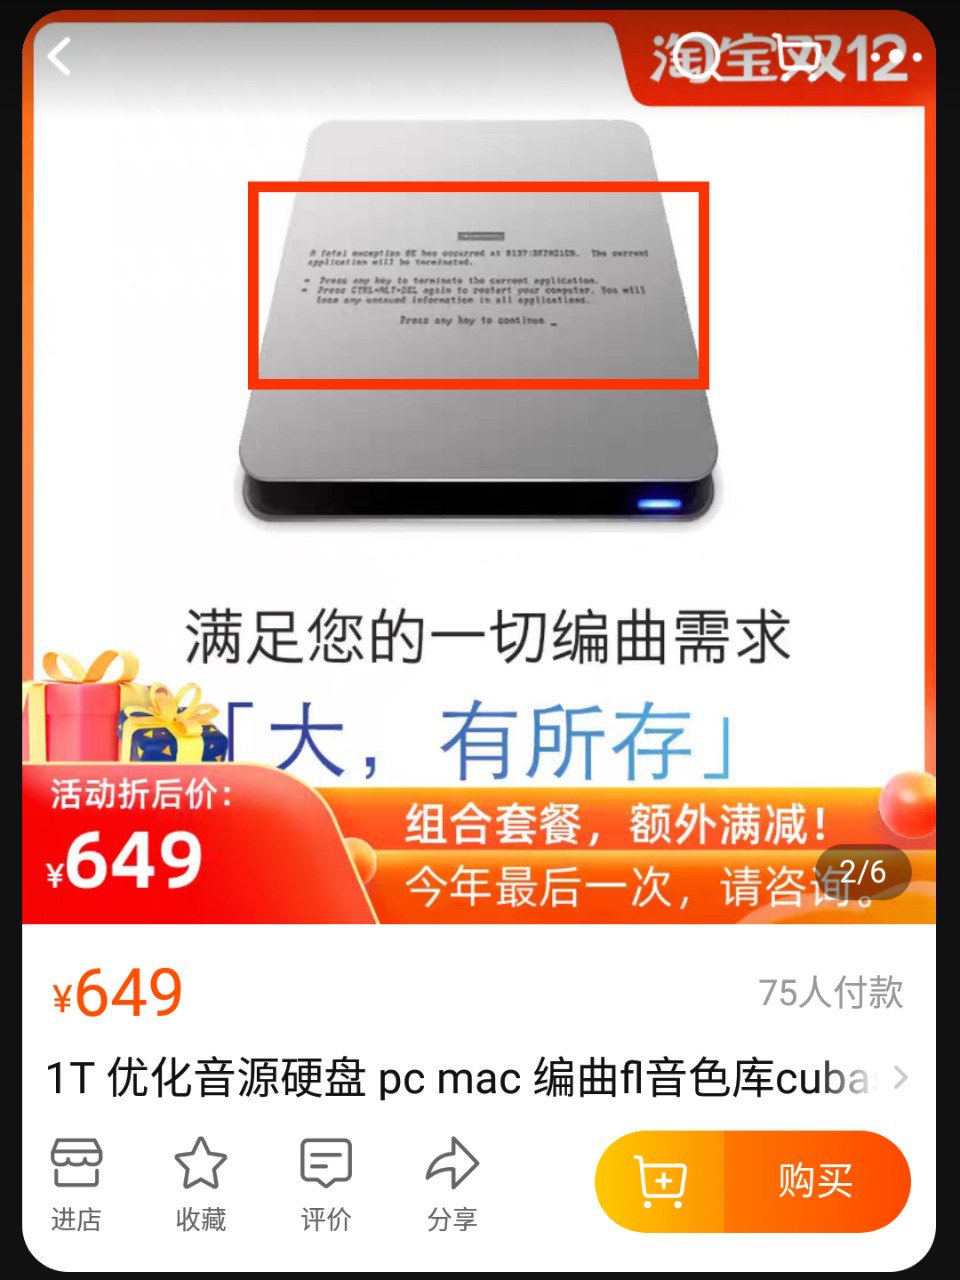 淘宝双12
A fatal exception 0E has occurred at 0137:BFFA21C9. The current
application will be terminated.
* Press any key to terminate the current application.
* Press CTRL+ALT+DEL again to restart your computer. You will
lose any unsaved information in all applications.
Press any key to continue _
满足您的一切编曲需求
「大，有所存」
活动折后价：
¥649
组合套餐，额外满减！
今年最后一次，请咨询。
2/6
¥649
75人付款
1T 优化音源硬盘 pc mac 编曲fl音色库cuba
进店
收藏
评价
分享
购买